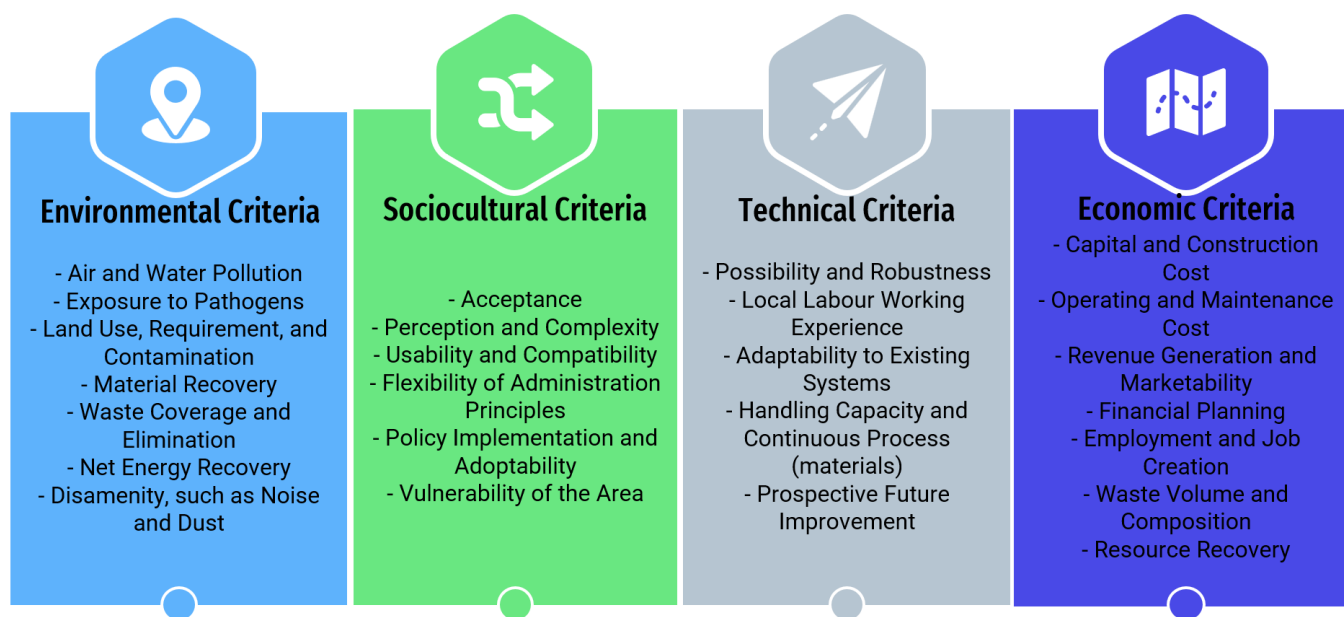 Environmental Criteria
- Air and Water Pollution
- Exposure to Pathogens
- Land Use, Requirement, and
Contamination
- Material Recovery
- Waste Coverage and
Elimination
- Net Energy Recovery
- Disamenity, such as Noise
and Dust
Sociocultural Criteria
- Acceptance
- Perception and Complexity
- Usability and Compatibility
- Flexibility of Administration
Principles
- Policy Implementation and
Adoptability
- Vulnerability of the Area
Technical Criteria
- Possibility and Robustness
- Local Labour Working
Experience
- Adaptability to Existing
Systems
- Handling Capacity and
Continuous Process
(materials)
- Prospective Future
Improvement
Economic Criteria
- Capital and Construction
Cost
- Operating and Maintenance
Cost
- Revenue Generation and
Marketability
- Financial Planning
- Employment and Job
Creation
- Waste Volume and
Composition
- Resource Recovery